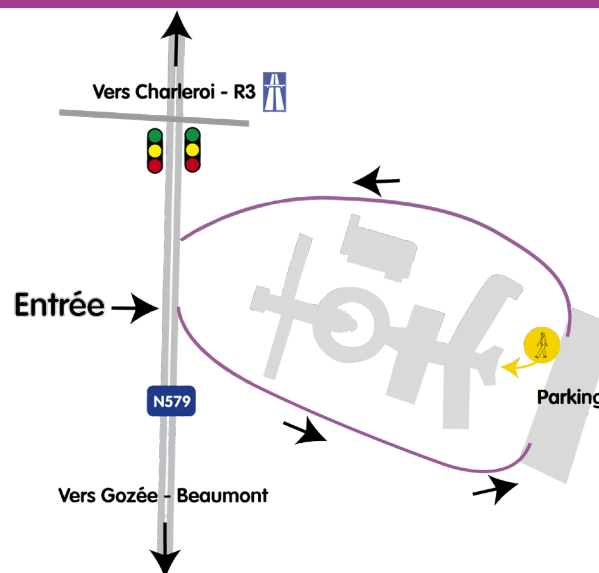 Vers Charleroi - R3
Entrée
Parking
N579
Vers Gozée - Beaumont